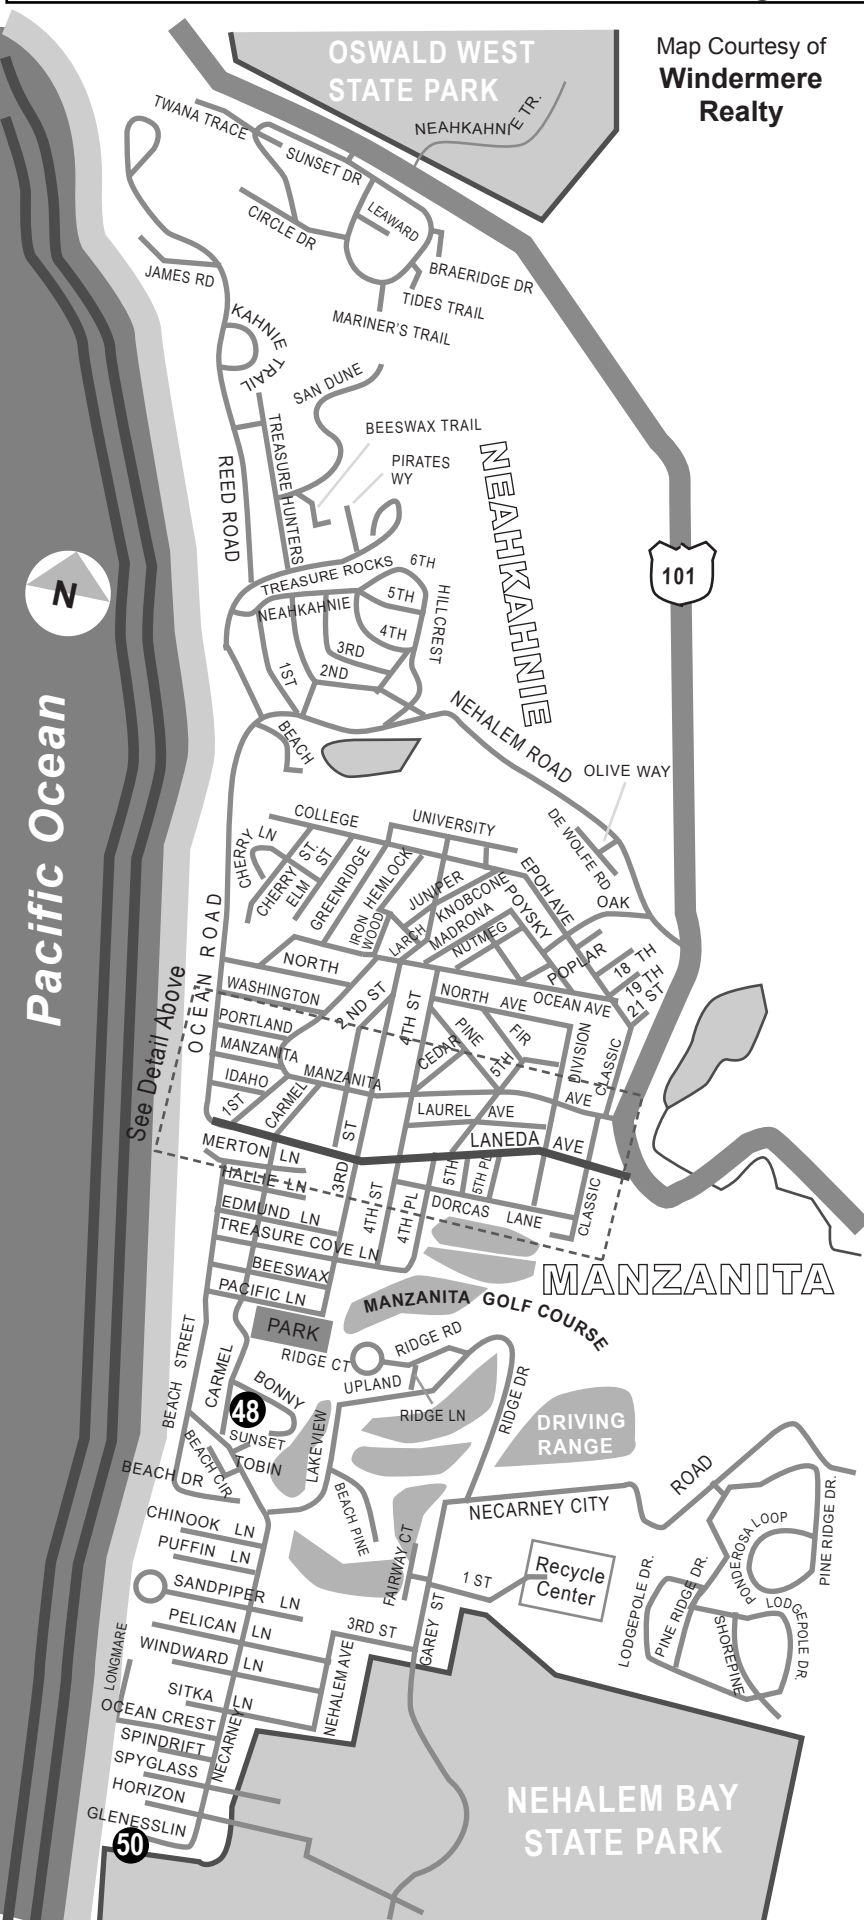 OSWALD WEST
STATE PARK
Map Courtesy of
Windermere
Realty
NEAHKAHNIE TR.
TWANA TRACE
SUNSET DR
LEAWARD
CIRCLE DR
BRAERIDGE DR
JAMES RD
TIDES TRAIL
MARINER'S TRAIL
KAHNIE
TRAIL
SAN DUNE
BEESWAX TRAIL
PIRATES
WY
TREASURE HUNTERS
REED ROAD
NEAHKAHNIE
101
N
TREASURE ROCKS
6TH
5TH
NEAHKAHNIE
4TH
HILLCREST
3RD
2ND
1ST
Pacific Ocean
NEHALEM ROAD
BEACH
OLIVE WAY
DE WOLFE RD
COLLEGE
UNIVERSITY
CHERRY LN
CHERRY ST.
ELM ST
GREENRIDGE
HEMLOCK
IRON
WOOD
JUNIPER
KNOBCONE
LARCH
MADRONA
NUTMEG
POYSKY
EPOH AVE
OAK
POPLAR
18 TH
19 TH
21 ST
OCEAN ROAD
NORTH
WASHINGTON
2 ND ST
4TH ST
NORTH AVE
OCEAN AVE
PORTLAND
CEDAR
PINE
FIR
5TH
DIVISION
CLASSIC
MANZANITA
MANZANITA
AVE
IDAHO
1ST
CARMEL
LAUREL AVE
See Detail Above
LANEDA AVE
MERTON LN
3RD ST
HALLIE LN
5TH
5TH PL
CLASSIC
EDMUND LN
4TH ST
4TH PL
DORCAS LANE
TREASURE COVE LN
BEESWAX
PACIFIC LN
MANZANITA
MANZANITA GOLF COURSE
PARK
RIDGE CT
RIDGE RD
UPLAND
RIDGE LN
RIDGE DR
BEACH STREET
CARMEL
BONNY
48
SUNSET
LAKEVIEW
DRIVING
RANGE
BEACH CIR
TOBIN
BEACH DR
BEACH PINE
NECARNEY CITY
ROAD
CHINOOK LN
PUFFIN LN
FAIRWAY CT
PONDEROSA LOOP
PINE RIDGE DR.
SANDPIPER LN
1 ST
Recycle
Center
LODGEPOLE DR.
PINE RIDGE DR.
LODGEPOLE DR.
SHOREPINE
PELICAN LN
3RD ST
GAREY ST
WINDWARD LN
LONGMARE
NEHALEM AVE
SITKA LN
OCEAN CREST
NECARNEY
SPINDRIFT
SPYGLASS
HORIZON
GLENESSLIN
50
NEHALEM BAY
STATE PARK